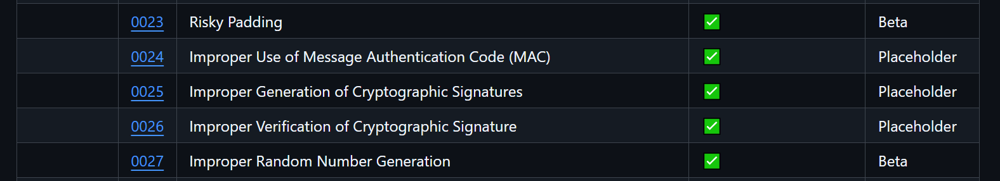 0023 Risky Padding ✅ Beta
0024 Improper Use of Message Authentication Code (MAC) ✅ Placeholder
0025 Improper Generation of Cryptographic Signatures ✅ Placeholder
0026 Improper Verification of Cryptographic Signature ✅ Placeholder
0027 Improper Random Number Generation ✅ Beta